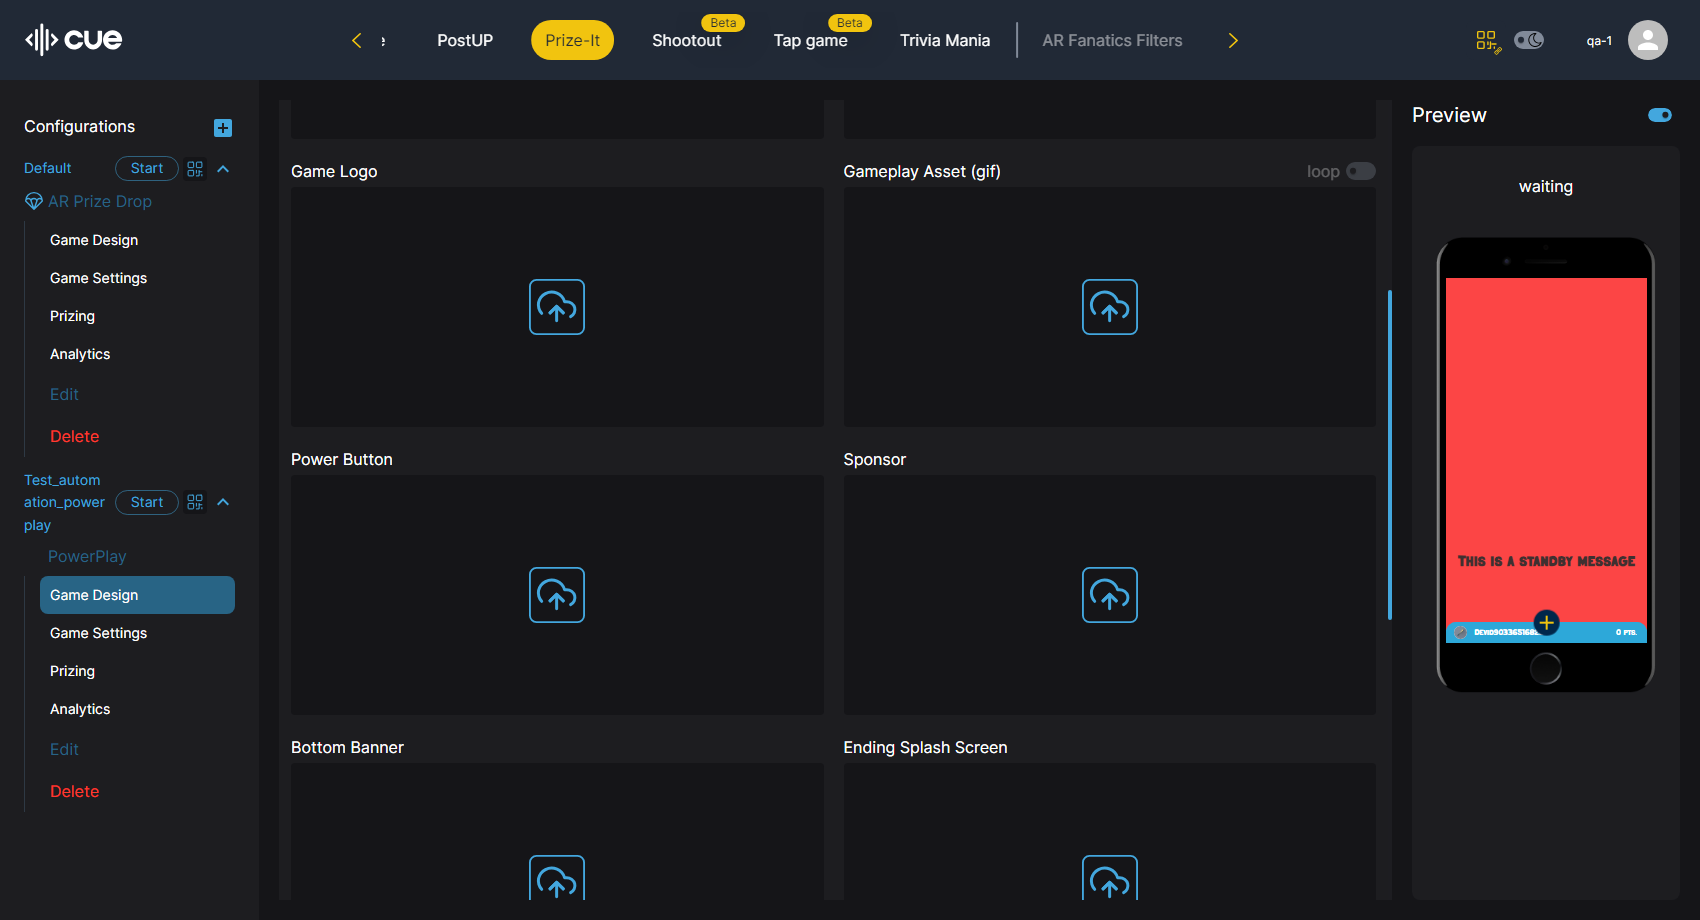 cue
e
PostUP
Prize-It
Beta
Shootout
Beta
Tap game
Trivia Mania
AR Fanatics Filters
qa-1
Configurations
Default
Start
AR Prize Drop
Game Design
Game Settings
Prizing
Analytics
Edit
Delete
Test_autom
ation_power
play
Start
PowerPlay
Game Design
Game Settings
Prizing
Analytics
Edit
Delete
Game Logo
Gameplay Asset (gif)
loop
Power Button
Sponsor
Bottom Banner
Ending Splash Screen
Preview
waiting
This is a standby message
0 pts.